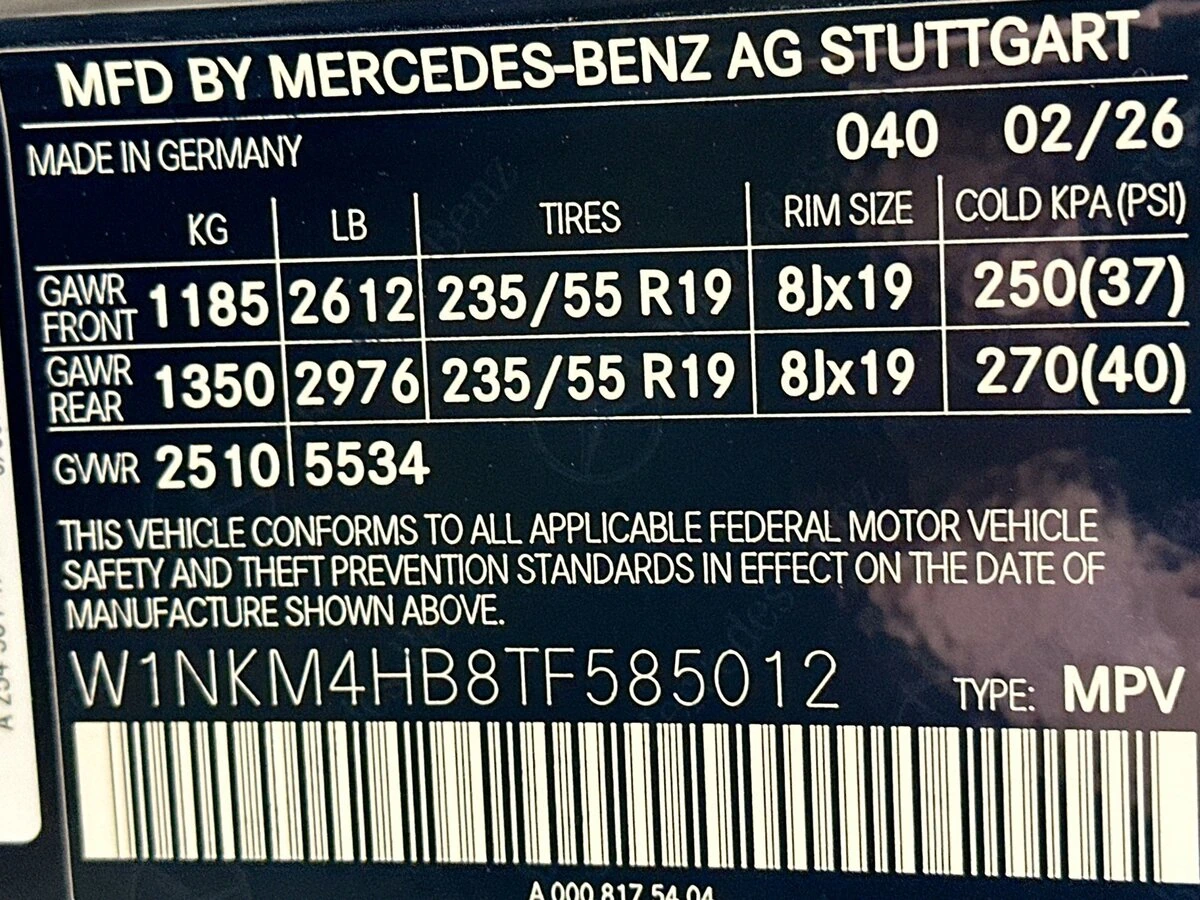 MFD BY MERCEDES-BENZ AG STUTTGART
MADE IN GERMANY 040 02/26
KG LB TIRES RIM SIZE COLD KPA (PSI)
GAWR FRONT 1185 2612 235/55 R19 8Jx19 250(37)
GAWR REAR 1350 2976 235/55 R19 8Jx19 270(40)
GVWR 2510 5534
THIS VEHICLE CONFORMS TO ALL APPLICABLE FEDERAL MOTOR VEHICLE
SAFETY AND THEFT PREVENTION STANDARDS IN EFFECT ON THE DATE OF
MANUFACTURE SHOWN ABOVE.
W1NKM4HB8TF585012 TYPE: MPV
A 000 817 54 04